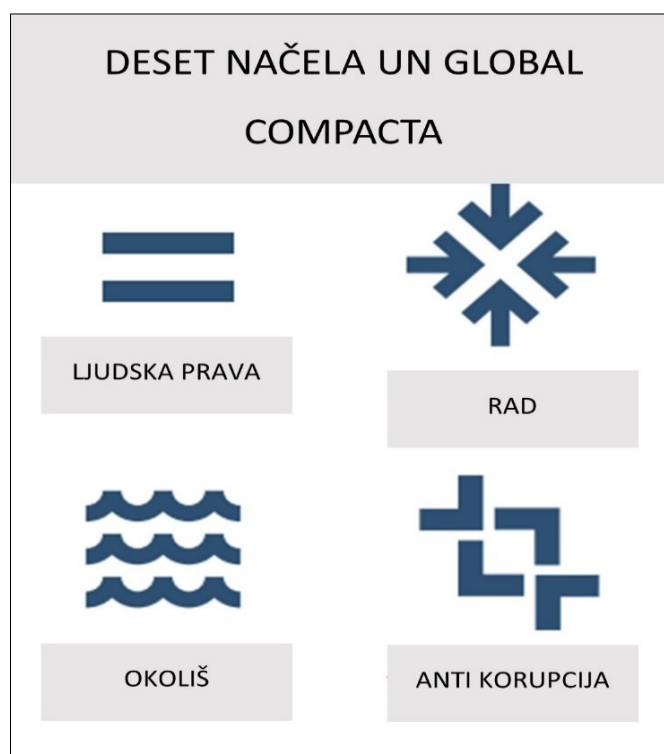 DESET NAČELA UN GLOBAL
COMPACTA
LJUDSKA PRAVA
RAD
OKOLIŠ
ANTI KORUPCIJA